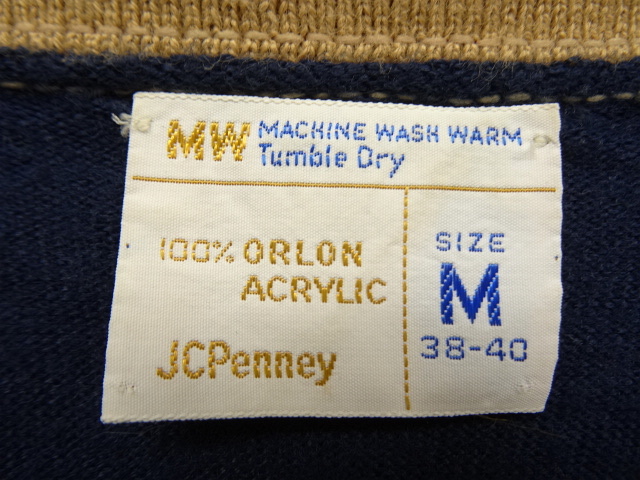 MW MACHINE WASH WARM
Tumble Dry
100% ORLON
ACRYLIC
JCPenney
SIZE
M
38-40